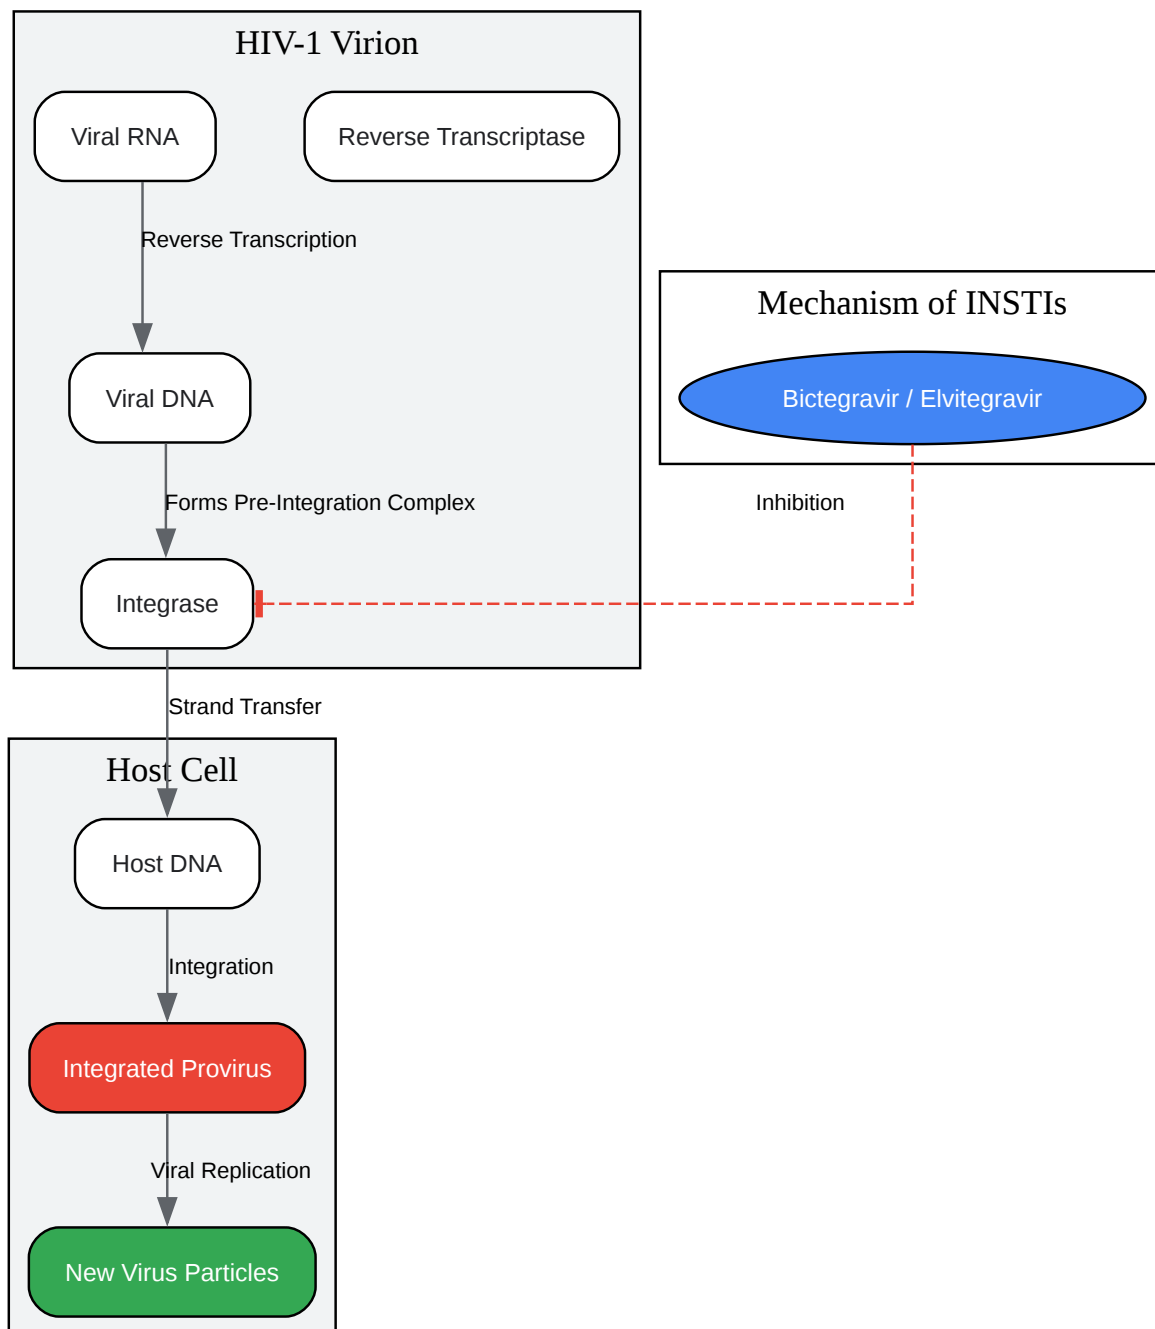 HIV-1 Virion
Viral RNA
Reverse Transcriptase
Reverse Transcription
Mechanism of INSTIs
Viral DNA
Bictegravir / Elvitegravir
Forms Pre-Integration Complex
Inhibition
Integrase
Strand Transfer
Host Cell
Host DNA
Integration
Integrated Provirus
Viral Replication
New Virus Particles